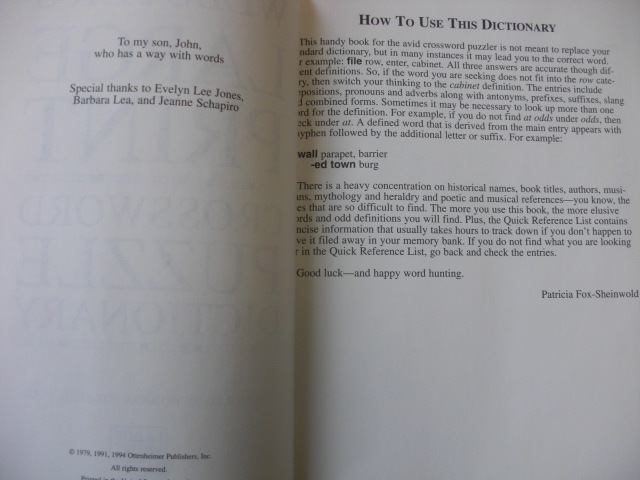 To my son, John,
who has a way with words
Special thanks to Evelyn Lee Jones,
Barbara Lea, and Jeanne Schapiro
© 1979, 1991, 1994 Ottenheimer Publishers, Inc.
All rights reserved.
HOW TO USE THIS DICTIONARY
This handy book for the avid crossword puzzler is not meant to replace your
ndard dictionary, but in many instances it may lead you to the correct word.
r example: file row, enter, cabinet. All three answers are accurate though dif-
ent definitions. So, if the word you are seeking does not fit into the row cate-
ry, then switch your thinking to the cabinet definition. The entries include
positions, pronouns and adverbs along with antonyms, prefixes, suffixes, slang
d combined forms. Sometimes it may be necessary to look up more than one
ord for the definition. For example, if you do not find at odds under odds, then
eck under at. A defined word that is derived from the main entry appears with
yphen followed by the additional letter or suffix. For example:
wall parapet, barrier
-ed town burg
There is a heavy concentration on historical names, book titles, authors, musi-
ans, mythology and heraldry and poetic and musical references—you know, the
es that are so difficult to find. The more you use this book, the more elusive
ords and odd definitions you will find. Plus, the Quick Reference List contains
ncise information that usually takes hours to track down if you don't happen to
ve it filed away in your memory bank. If you do not find what you are looking
r in the Quick Reference List, go back and check the entries.
Good luck—and happy word hunting.
Patricia Fox-Sheinwold